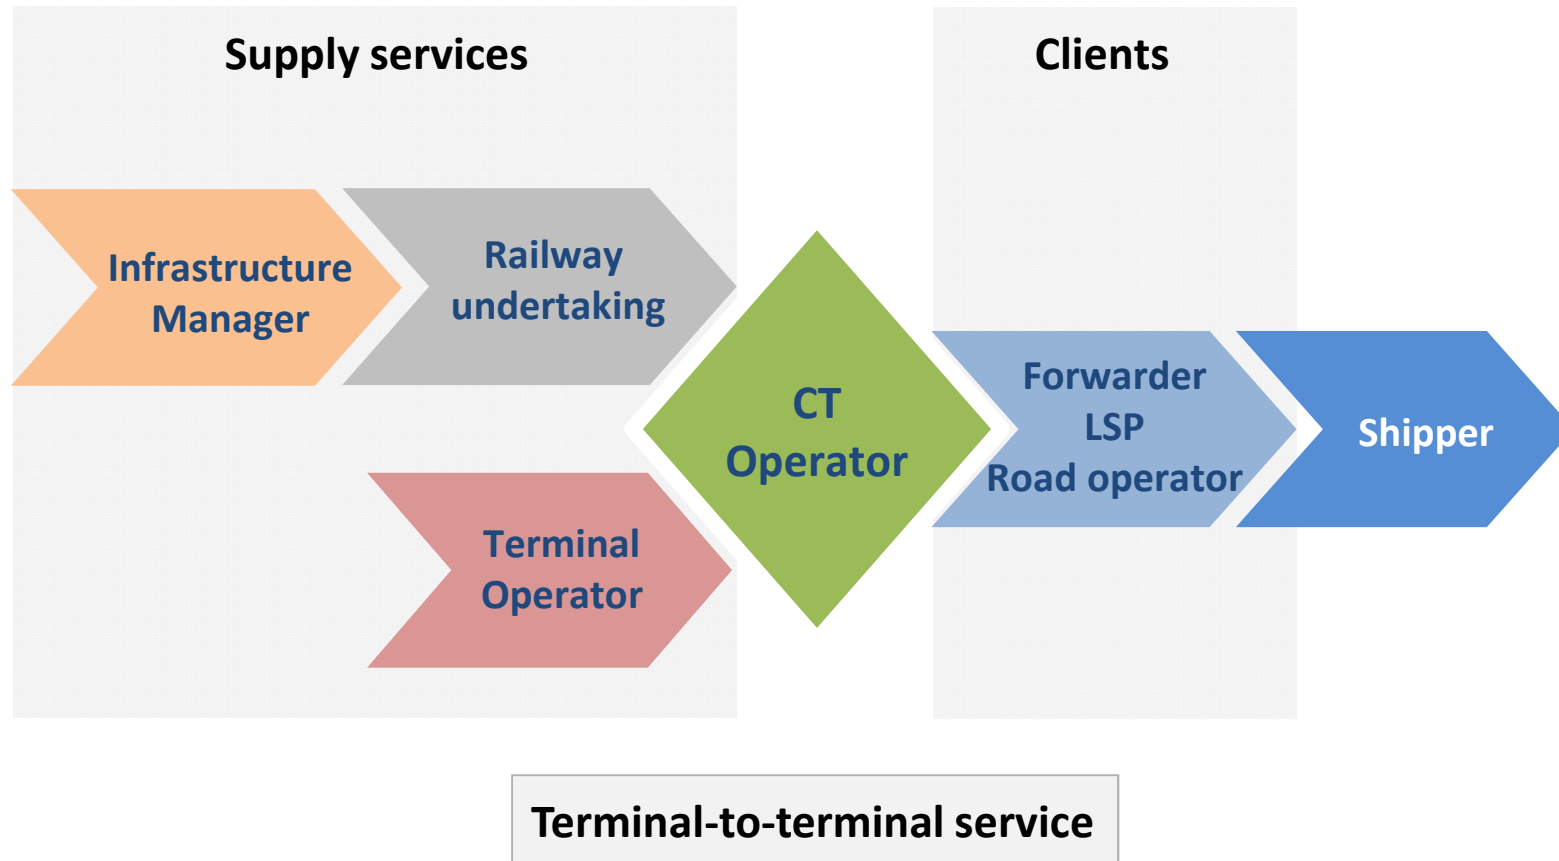 Supply services
Clients
Infrastructure
Manager
Railway
undertaking
CT
Operator
Forwarder
LSP
Road operator
Shipper
Terminal
Operator
Terminal-to-terminal service